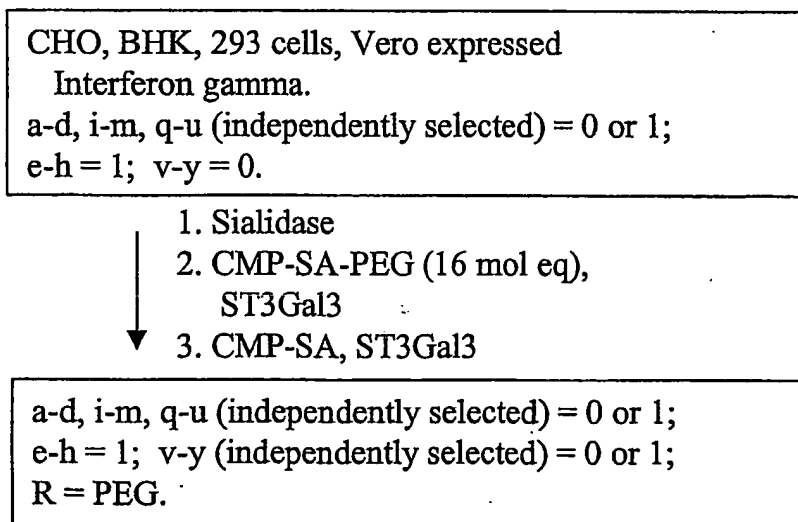 CHO, BHK, 293 cells, Vero expressed
Interferon gamma.
a-d, i-m, q-u (independently selected) = 0 or 1;
e-h = 1; v-y = 0.
1. Sialidase
2. CMP-SA-PEG (16 mol eq),
ST3Gal3
3. CMP-SA, ST3Gal3
a-d, i-m, q-u (independently selected) = 0 or 1;
e-h = 1; v-y (independently selected) = 0 or 1;
R = PEG.